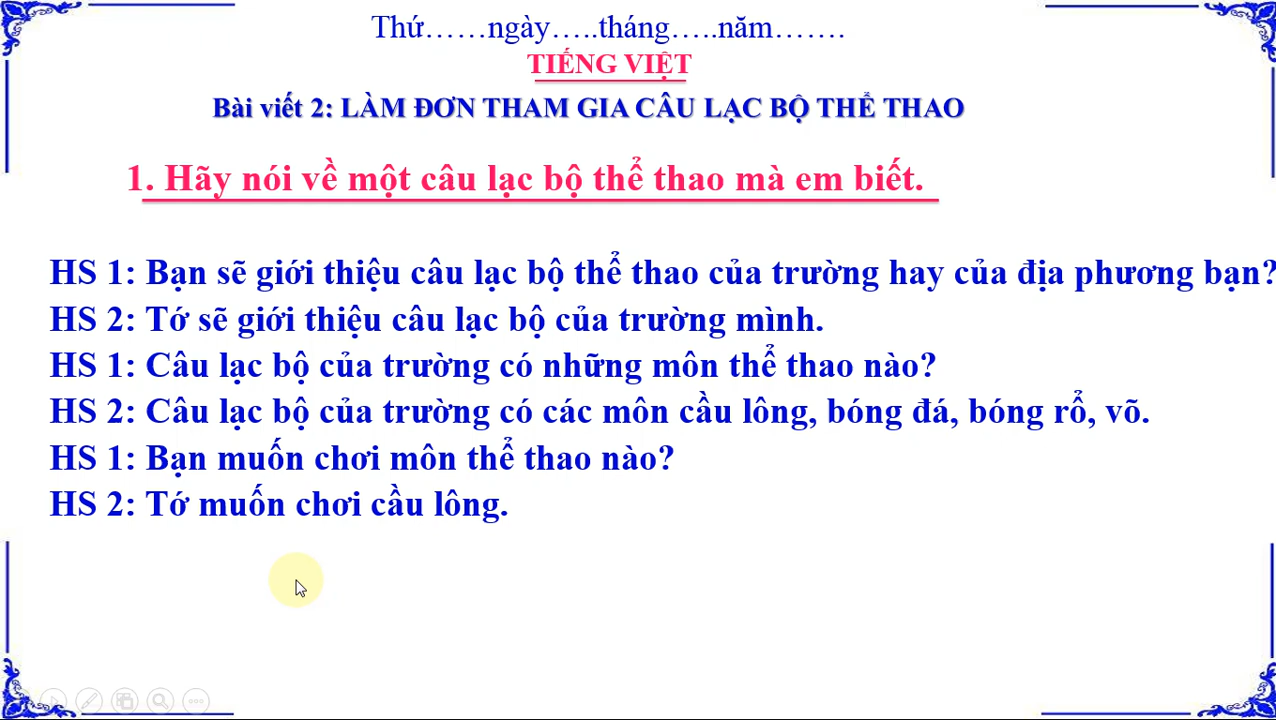 Thứ……ngày…..tháng…..năm…….
TIẾNG VIỆT
Bài viết 2: LÀM ĐƠN THAM GIA CÂU LẠC BỘ THỂ THAO
1. Hãy nói về một câu lạc bộ thể thao mà em biết.
HS 1: Bạn sẽ giới thiệu câu lạc bộ thể thao của trường hay của địa phương bạn?
HS 2: Tớ sẽ giới thiệu câu lạc bộ của trường mình.
HS 1: Câu lạc bộ của trường có những môn thể thao nào?
HS 2: Câu lạc bộ của trường có các môn cầu lông, bóng đá, bóng rổ, võ.
HS 1: Bạn muốn chơi môn thể thao nào?
HS 2: Tớ muốn chơi cầu lông.